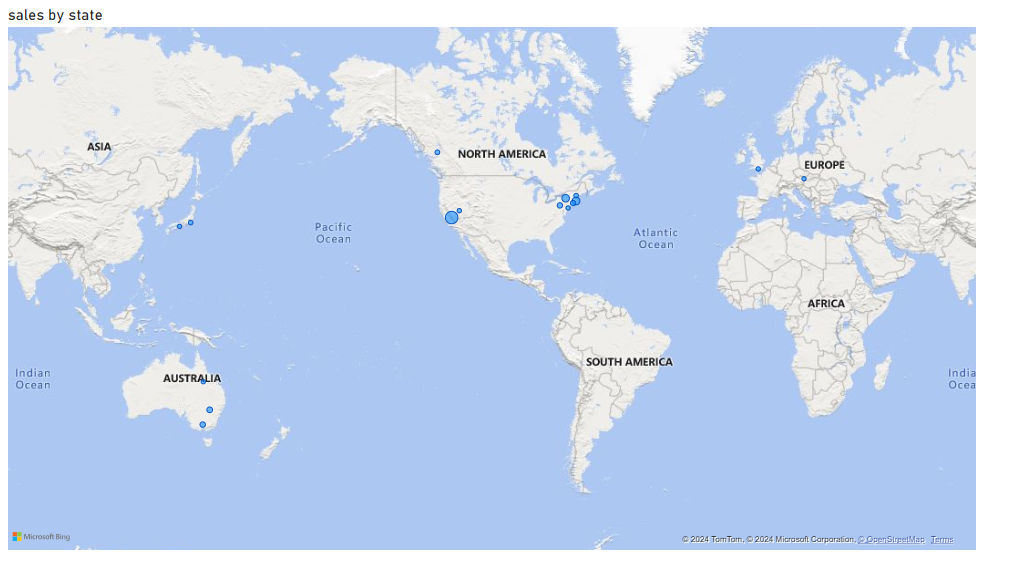 sales by state
ASIA
NORTH AMERICA
EUROPE
Pacific
Ocean
Atlantic
Ocean
AFRICA
SOUTH AMERICA
Indian
Ocean
AUSTRALIA
India
Ocea
Microsoft Bing
© 2024 TomTom, © 2024 Microsoft Corporation, © OpenStreetMap Terms